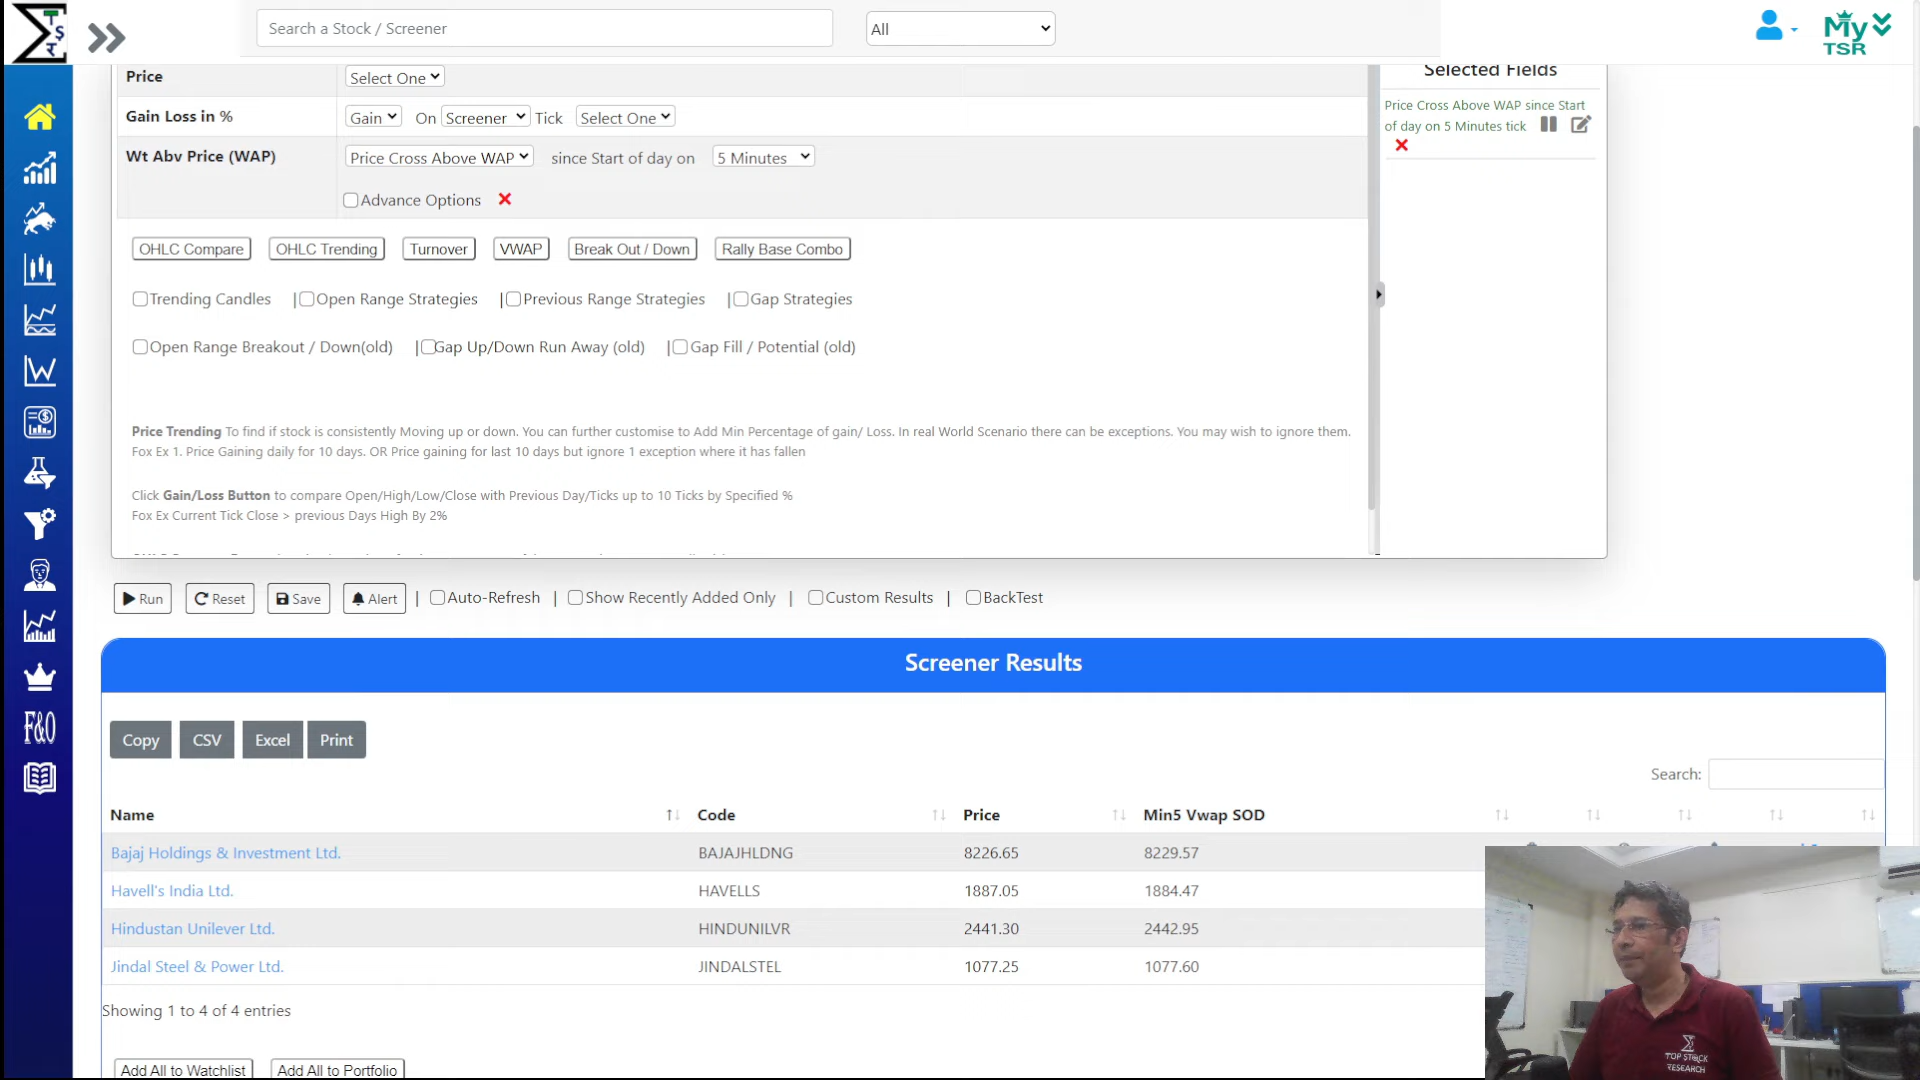 Search a Stock / Screener
All
My
TSR
Price
Select One
Gain Loss in %
Gain On Screener Tick Select One
Wt Abv Price (WAP)
Price Cross Above WAP since Start of day on 5 Minutes
Advance Options
OHLC Compare OHLC Trending Turnover VWAP Break Out / Down Rally Base Combo
Trending Candles | Open Range Strategies | Previous Range Strategies | Gap Strategies
Open Range Breakout / Down(old) | Gap Up/Down Run Away (old) | Gap Fill / Potential (old)
Price Trending To find if stock is consistently Moving up or down. You can further customise to Add Min Percentage of gain/ Loss. In real World Scenario there can be exceptions. You may wish to ignore them.
Fox Ex 1. Price Gaining daily for 10 days. OR Price gaining for last 10 days but ignore 1 exception where it has fallen
Click Gain/Loss Button to compare Open/High/Low/Close with Previous Day/Ticks up to 10 Ticks by Specified %
Fox Ex Current Tick Close > previous Days High By 2%
Selected Fields
Price Cross Above WAP since Start
of day on 5 Minutes tick
Run Reset Save Alert | Auto-Refresh | Show Recently Added Only | Custom Results | BackTest
Screener Results
Copy CSV Excel Print
Search:
Name Code Price Min5 Vwap SOD
Bajaj Holdings & Investment Ltd. BAJAJHLDNG 8226.65 8229.57
Havell's India Ltd. HAVELLS 1887.05 1884.47
Hindustan Unilever Ltd. HINDUNILVR 2441.30 2442.95
Jindal Steel & Power Ltd. JINDALSTEL 1077.25 1077.60
Showing 1 to 4 of 4 entries
Add All to Watchlist Add All to Portfolio
F&O
TOP STOCK
RESEARCH